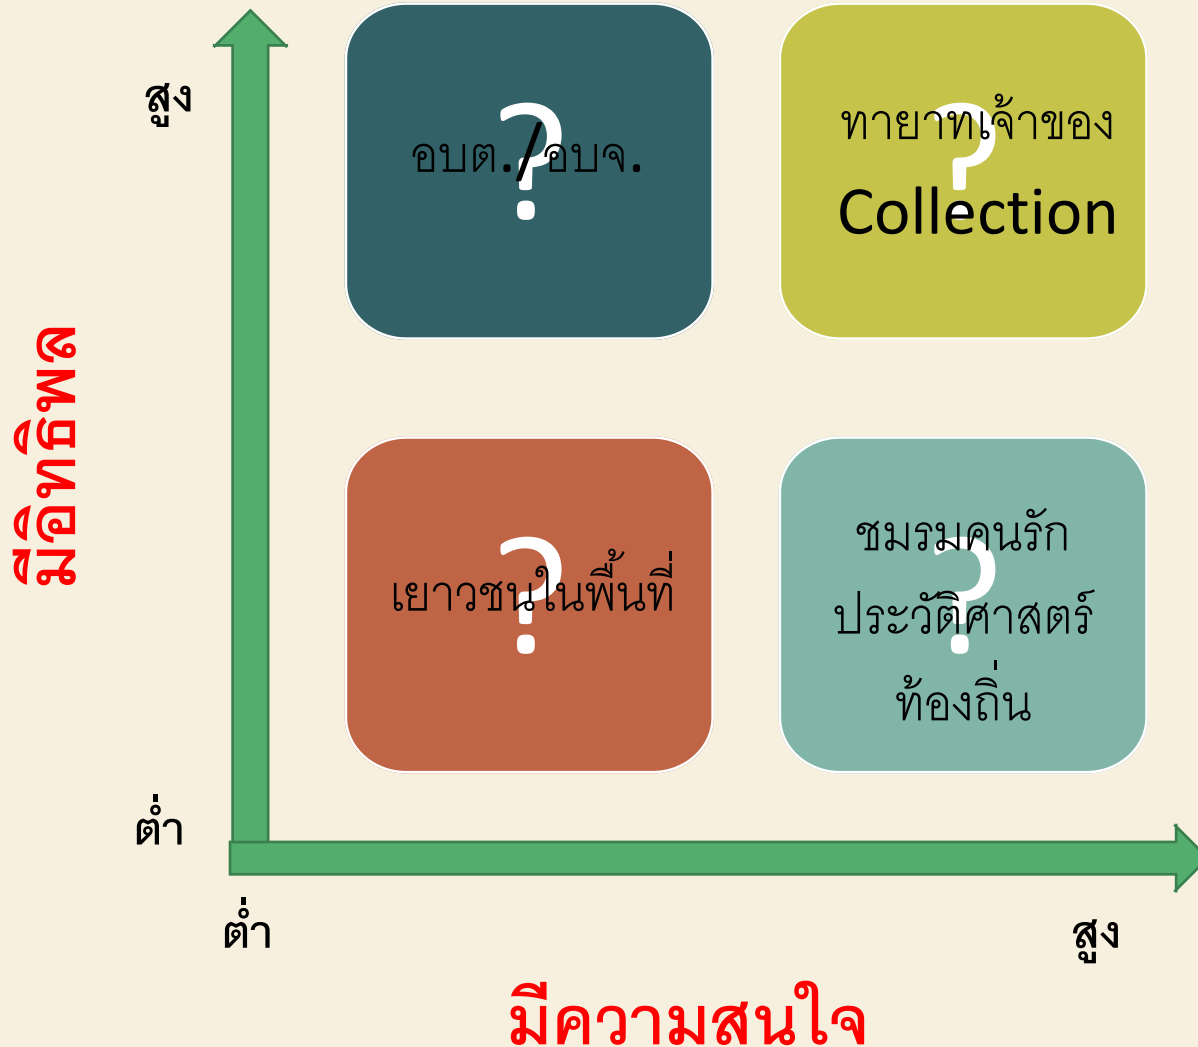 สูง
อบต./อบจ.
?
ทายาทเจ้าของ
Collection
?
มีอิทธิพล
เยาวชนในพื้นที่
?
ชมรมคนรัก
ประวัติศาสตร์
ท้องถิ่น
?
ต่ำ
ต่ำ
สูง
มีความสนใจ